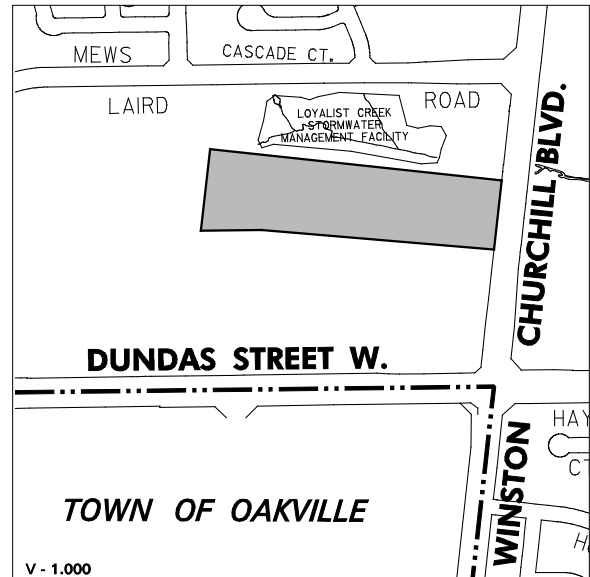 MEWS
CASCADE CT.
LAIRD
ROAD
LOYALIST CREEK
STORMWATER
MANAGEMENT FACILITY
CHURCHILL BLVD.
DUNDAS STREET W.
HAY
CT
WINSTON
TOWN OF OAKVILLE
V - 1.000